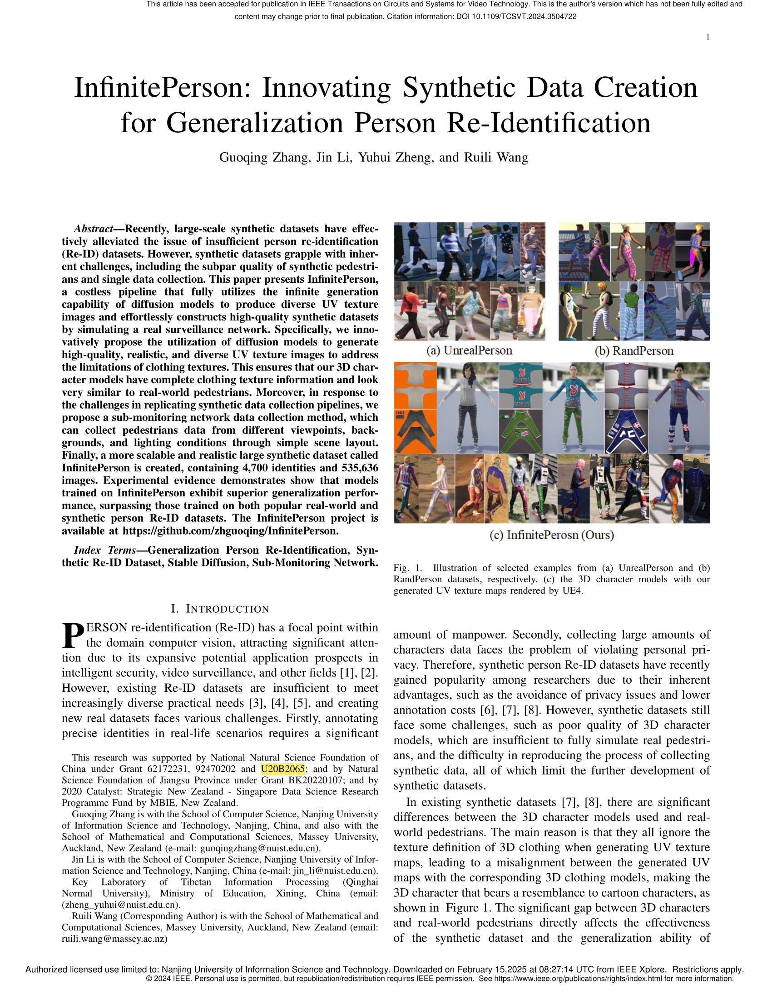 This article has been accepted for publication in IEEE Transactions on Circuits and Systems for Video Technology. This is the author's version which has not been fully edited and
content may change prior to final publication. Citation information: DOI 10.1109/TCSVT.2024.3504722
1
InfinitePerson: Innovating Synthetic Data Creation
for Generalization Person Re-Identification
Guoqing Zhang, Jin Li, Yuhui Zheng, and Ruili Wang
Abstract—Recently, large-scale synthetic datasets have effec-
tively alleviated the issue of insufficient person re-identification
(Re-ID) datasets. However, synthetic datasets grapple with inher-
ent challenges, including the subpar quality of synthetic pedestri-
ans and single data collection. This paper presents InfinitePerson,
a costless pipeline that fully utilizes the infinite generation
capability of diffusion models to produce diverse UV texture
images and effortlessly constructs high-quality synthetic datasets
by simulating a real surveillance network. Specifically, we inno-
vatively propose the utilization of diffusion models to generate
high-quality, realistic, and diverse UV texture images to address
the limitations of clothing textures. This ensures that our 3D char-
acter models have complete clothing texture information and look
very similar to real-world pedestrians. Moreover, in response to
the challenges in replicating synthetic data collection pipelines, we
propose a sub-monitoring network data collection method, which
can collect pedestrians data from different viewpoints, back-
grounds, and lighting conditions through simple scene layout.
Finally, a more scalable and realistic large synthetic dataset called
InfinitePerson is created, containing 4,700 identities and 535,636
images. Experimental evidence demonstrates show that models
trained on InfinitePerson exhibit superior generalization perfor-
mance, surpassing those trained on both popular real-world and
synthetic person Re-ID datasets. The InfinitePerson project is
available at https://github.com/zhguoqing/InfinitePerson.
Index Terms—Generalization Person Re-Identification, Syn-
thetic Re-ID Dataset, Stable Diffusion, Sub-Monitoring Network.
I. INTRODUCTION
PERSON re-identification (Re-ID) has a focal point within
the domain computer vision, attracting significant atten-
tion due to its expansive potential application prospects in
intelligent security, video surveillance, and other fields [1], [2].
However, existing Re-ID datasets are insufficient to meet
increasingly diverse practical needs [3], [4], [5], and creating
new real datasets faces various challenges. Firstly, annotating
precise identities in real-life scenarios requires a significant
This research was supported by National Natural Science Foundation of
China under Grant 62172231, 92470202 and U20B2065; and by Natural
Science Foundation of Jiangsu Province under Grant BK20220107; and by
2020 Catalyst: Strategic New Zealand - Singapore Data Science Research
Programme Fund by MBIE, New Zealand.
Guoqing Zhang is with the School of Computer Science, Nanjing University
of Information Science and Technology, Nanjing, China, and also with the
School of Mathematical and Computational Sciences, Massey University,
Auckland, New Zealand (e-mail: guoqingzhang@nuist.edu.cn).
Jin Li is with the School of Computer Science, Nanjing University of Infor-
mation Science and Technology, Nanjing, China (e-mail: jin_li@nuist.edu.cn).
Key Laboratory of Tibetan Information Processing (Qinghai
Normal University), Ministry of Education, Xining, China (email:
(zheng_yuhui@nuist.edu.cn).
Ruili Wang (Corresponding Author) is with the School of Mathematical and
Computational Sciences, Massey University, Auckland, New Zealand (email:
ruili.wang@massey.ac.nz)
(a) UnrealPerson
(b) RandPerson
(c) InfinitePerosn (Ours)
Fig. 1. Illustration of selected examples from (a) UnrealPerson and (b)
RandPerson datasets, respectively. (c) the 3D character models with our
generated UV texture maps rendered by UE4.
amount of manpower. Secondly, collecting large amounts of
characters data faces the problem of violating personal pri-
vacy. Therefore, synthetic person Re-ID datasets have recently
gained popularity among researchers due to their inherent
advantages, such as the avoidance of privacy issues and lower
annotation costs [6], [7], [8]. However, synthetic datasets still
face some challenges, such as poor quality of 3D character
models, which are insufficient to fully simulate real pedestri-
ans, and the difficulty in reproducing the process of collecting
synthetic data, all of which limit the further development of
synthetic datasets.
In existing synthetic datasets [7], [8], there are significant
differences between the 3D character models used and real-
world pedestrians. The main reason is that they all ignore the
texture definition of 3D clothing when generating UV texture
maps, leading to a misalignment between the generated UV
maps with the corresponding 3D clothing models, making the
3D character that bears a resemblance to cartoon characters, as
shown in Figure 1. The significant gap between 3D characters
and real-world pedestrians directly affects the effectiveness
of the synthetic dataset and the generalization ability of
Authorized licensed use limited to: Nanjing University of Information Science and Technology. Downloaded on February 15,2025 at 08:27:14 UTC from IEEE Xplore. Restrictions apply.
© 2024 IEEE. Personal use is permitted, but republication/redistribution requires IEEE permission. See https://www.ieee.org/publications/rights/index.html for more information.